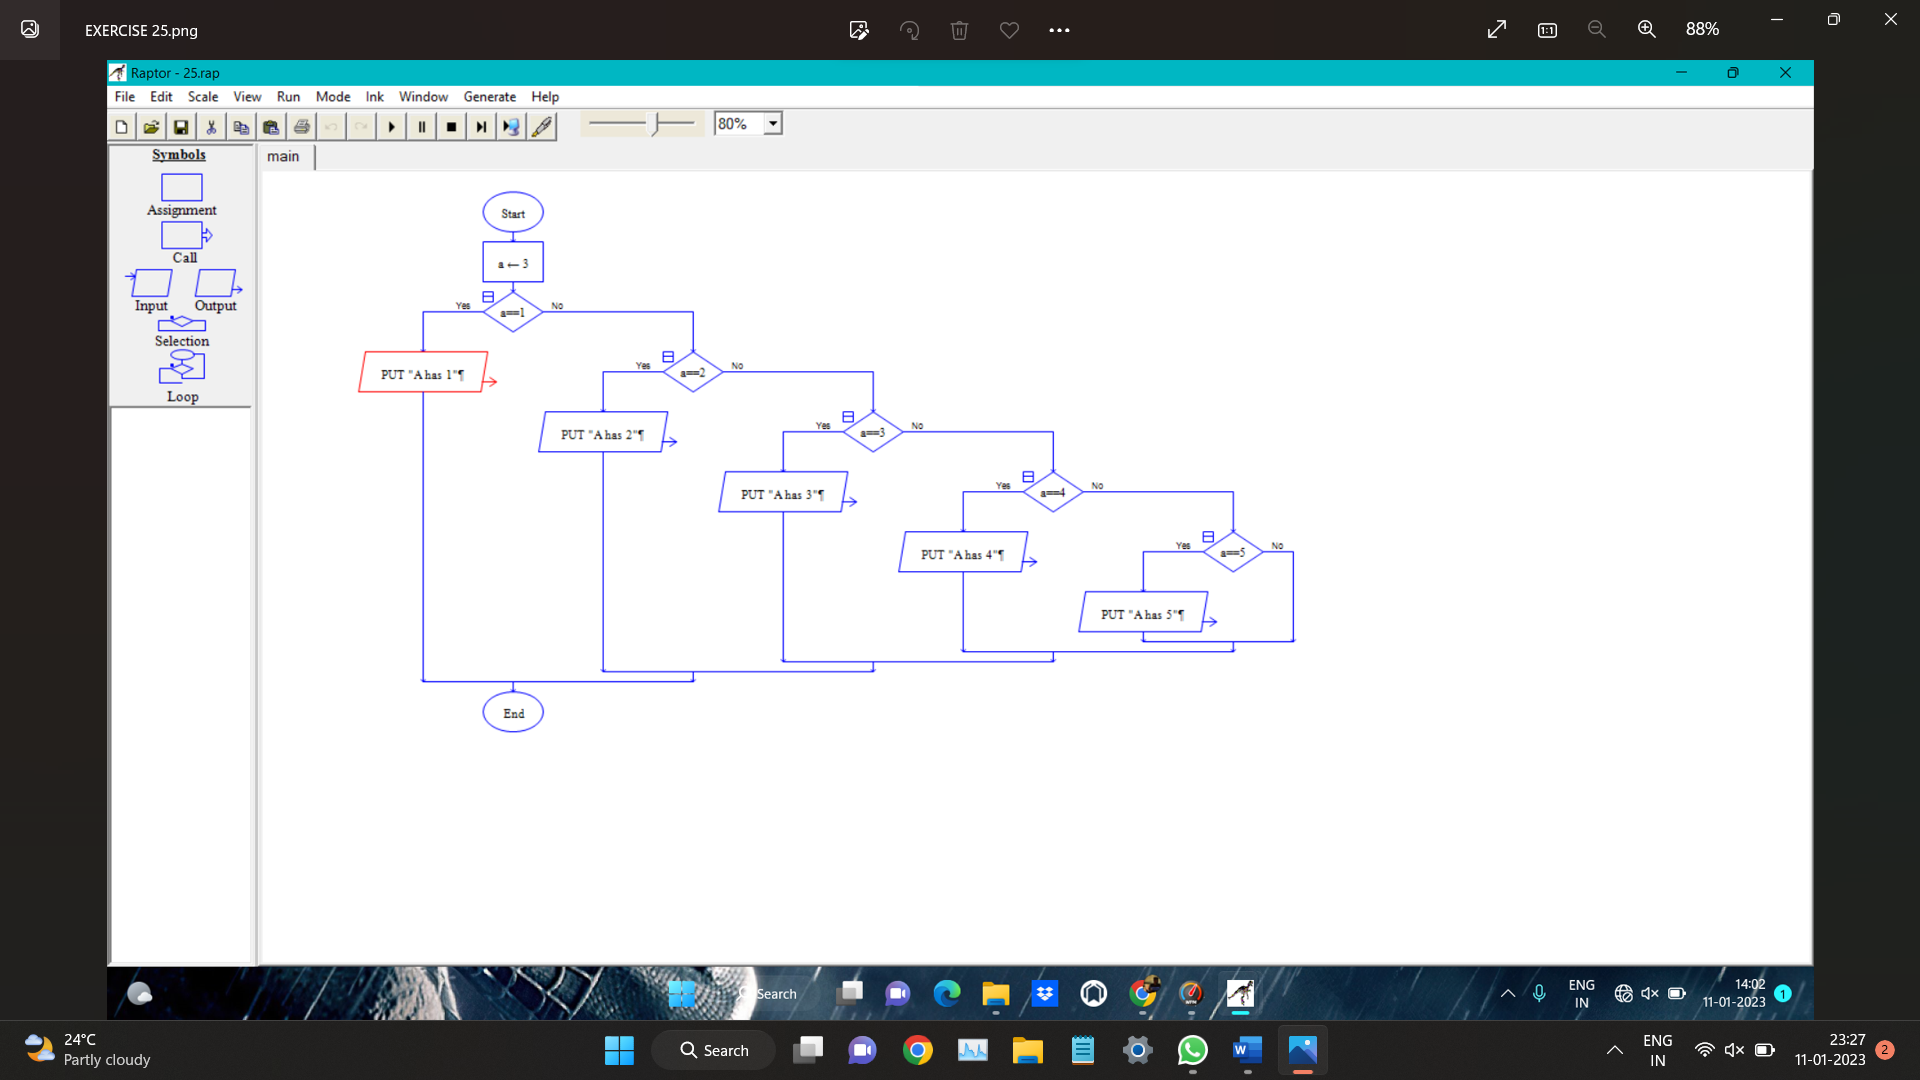 EXERCISE 25.png
88%
Raptor - 25.rap
File Edit Scale View Run Mode Ink Window Generate Help
80%
Symbols
main
Assignment
Call
Input Output
Selection
Loop
Start
a ← 3
Yes a==1 No
PUT "A has 1"¶
Yes a==2 No
PUT "A has 2"¶
Yes a==3 No
PUT "A has 3"¶
Yes a==4 No
PUT "A has 4"¶
Yes a==5 No
PUT "A has 5"¶
End
Search
ENG
IN
14:02
11-01-2023
1
24°C
Partly cloudy
Search
ENG
IN
23:27
11-01-2023
2